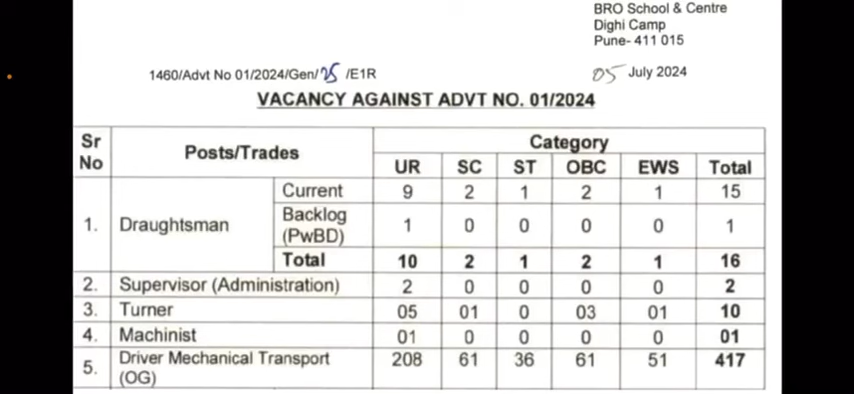 BRO School & Centre
Dighi Camp
Pune- 411 015
1460/Advt No 01/2024/Gen/25 /E1R
05 July 2024
VACANCY AGAINST ADVT NO. 01/2024
Sr No Posts/Trades Category
UR SC ST OBC EWS Total
1. Draughtsman Current 9 2 1 2 1 15
Backlog (PwBD) 1 0 0 0 0 1
Total 10 2 1 2 1 16
2. Supervisor (Administration) 2 0 0 0 0 2
3. Turner 05 01 0 03 01 10
4. Machinist 01 0 0 0 0 01
5. Driver Mechanical Transport (OG) 208 61 36 61 51 417